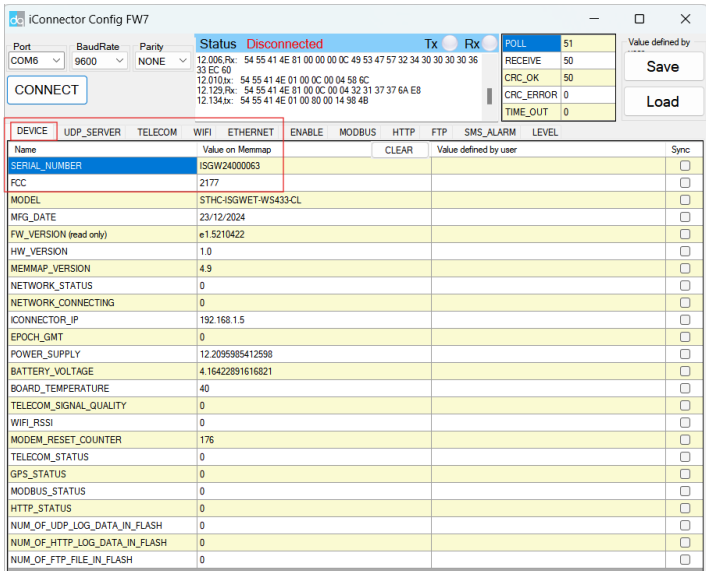 iConnector Config FW7
Port BaudRate Parity
COM6 9600 NONE
CONNECT
Status Disconnected Tx Rx
12.006,Rx: 54 55 41 4E 81 00 00 00 0C 49 53 47 57 32 34 30 30 30 30 36
33 EC 60
12.010,tx: 54 55 41 4E 01 00 0C 00 04 58 6C
12.129,Rx: 54 55 41 4E 81 00 0C 00 04 32 31 37 37 6A E8
12.134,tx: 54 55 41 4E 01 00 80 00 14 98 4B
POLL 51
RECEIVE 50
CRC_OK 50
CRC_ERROR 0
TIME_OUT 0
Value defined by
Save
Load
DEVICE UDP_SERVER TELECOM WIFI ETHERNET ENABLE MODBUS HTTP FTP SMS_ALARM LEVEL
Name Value on Memmap CLEAR Value defined by user Sync
SERIAL_NUMBER ISGW24000063
FCC 2177
MODEL STHC-ISGWET-WS433-CL
MFG_DATE 23/12/2024
FW_VERSION (read only) e1.5210422
HW_VERSION 1.0
MEMMAP_VERSION 4.9
NETWORK_STATUS 0
NETWORK_CONNECTING 0
ICONNECTOR_IP 192.168.1.5
EPOCH_GMT 0
POWER_SUPPLY 12.2095985412598
BATTERY_VOLTAGE 4.16422891616821
BOARD_TEMPERATURE 40
TELECOM_SIGNAL_QUALITY 0
WIFI_RSSI 0
MODEM_RESET_COUNTER 176
TELECOM_STATUS 0
GPS_STATUS 0
MODBUS_STATUS 0
HTTP_STATUS 0
NUM_OF_UDP_LOG_DATA_IN_FLASH 0
NUM_OF_HTTP_LOG_DATA_IN_FLASH 0
NUM_OF_FTP_FILE_IN_FLASH 0